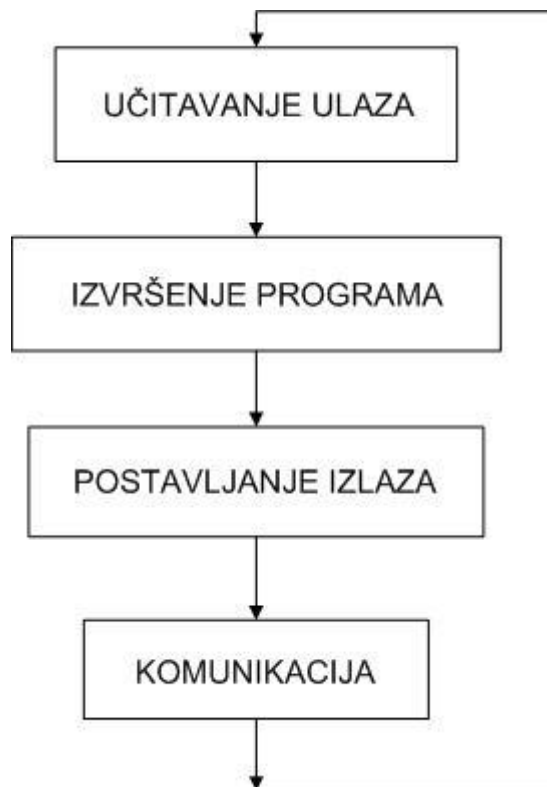 UČITAVANJE ULAZA
IZVRŠENJE PROGRAMA
POSTAVLJANJE IZLAZA
KOMUNIKACIJA